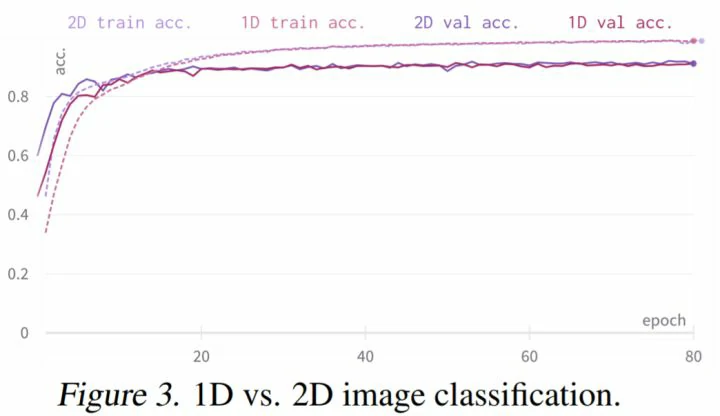 2D train acc. 1D train acc. 2D val acc. 1D val acc.
acc.
0.8
0.6
0.4
0.2
0
epoch
20 40 60 80
Figure 3. 1D vs. 2D image classification.